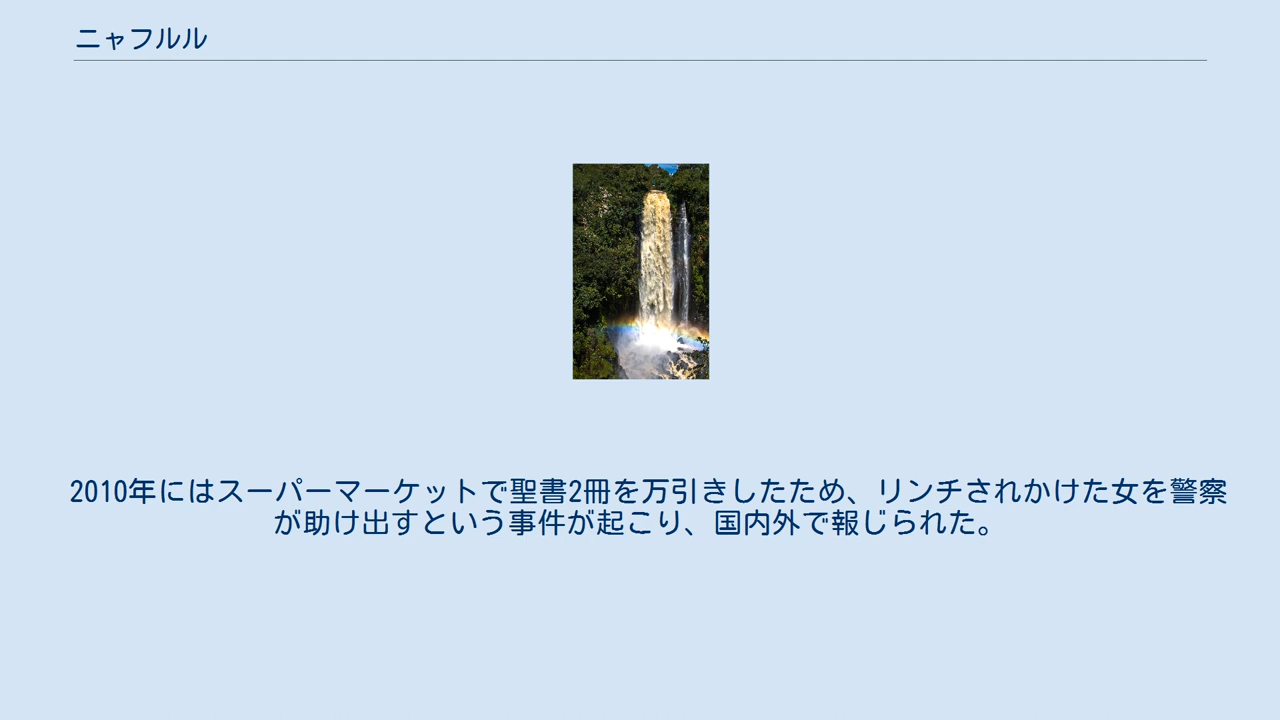 ニャフルル
2010年にはスーパーマーケットで聖書2冊を万引きしたため、リンチされかけた女を警察
が助け出すという事件が起こり、国内外で報じられた。